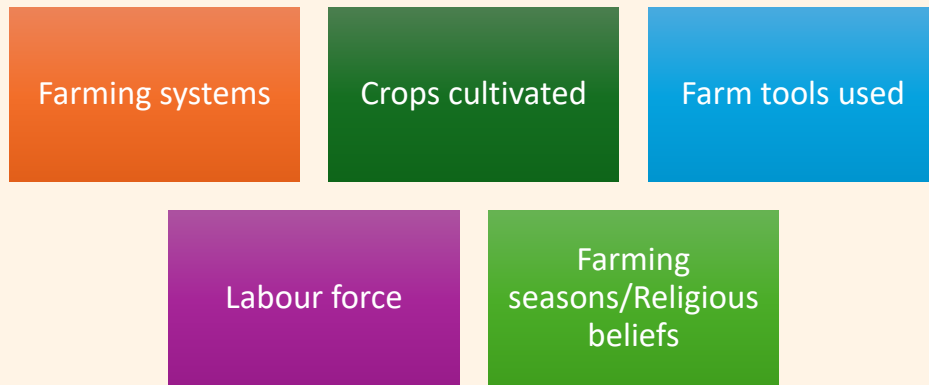 Farming systems
Crops cultivated
Farm tools used
Labour force
Farming
seasons/Religious
beliefs